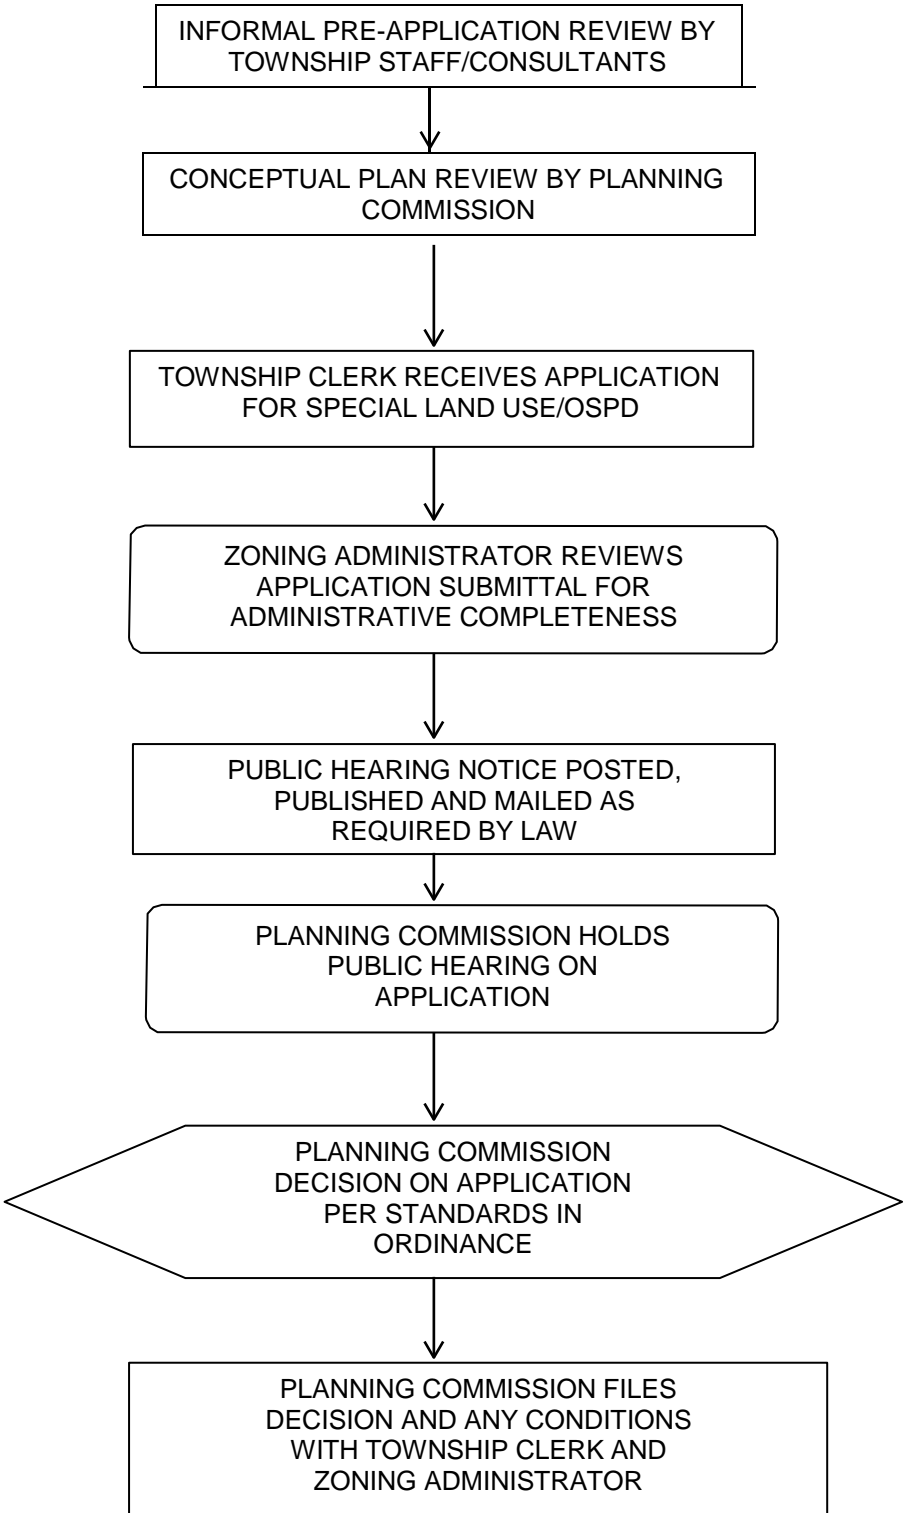 INFORMAL PRE-APPLICATION REVIEW BY
TOWNSHIP STAFF/CONSULTANTS
CONCEPTUAL PLAN REVIEW BY PLANNING
COMMISSION
TOWNSHIP CLERK RECEIVES APPLICATION
FOR SPECIAL LAND USE/OSPD
ZONING ADMINISTRATOR REVIEWS
APPLICATION SUBMITTAL FOR
ADMINISTRATIVE COMPLETENESS
PUBLIC HEARING NOTICE POSTED,
PUBLISHED AND MAILED AS
REQUIRED BY LAW
PLANNING COMMISSION HOLDS
PUBLIC HEARING ON
APPLICATION
PLANNING COMMISSION
DECISION ON APPLICATION
PER STANDARDS IN
ORDINANCE
PLANNING COMMISSION FILES
DECISION AND ANY CONDITIONS
WITH TOWNSHIP CLERK AND
ZONING ADMINISTRATOR